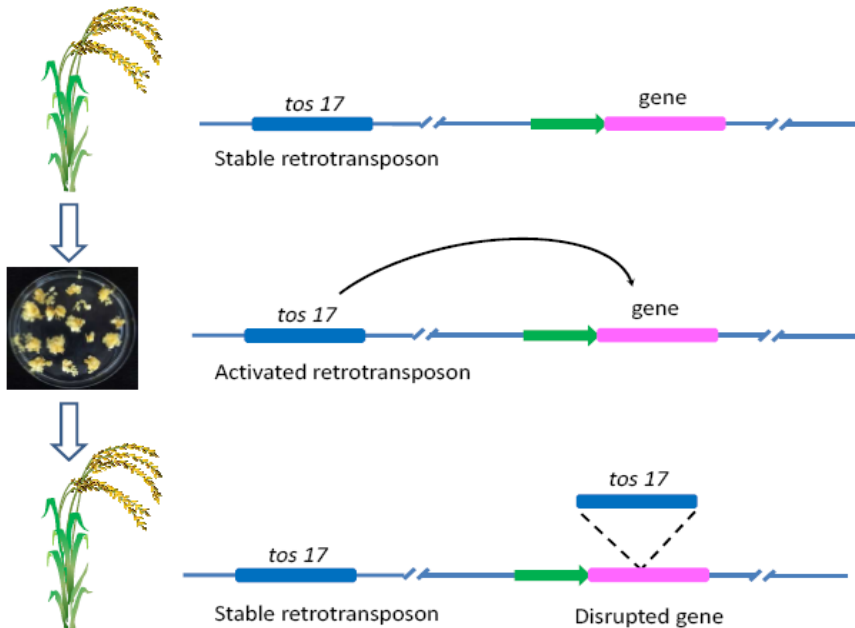 tos 17
gene
Stable retrotransposon
tos 17
gene
Activated retrotransposon
tos 17
tos 17
Stable retrotransposon
Disrupted gene